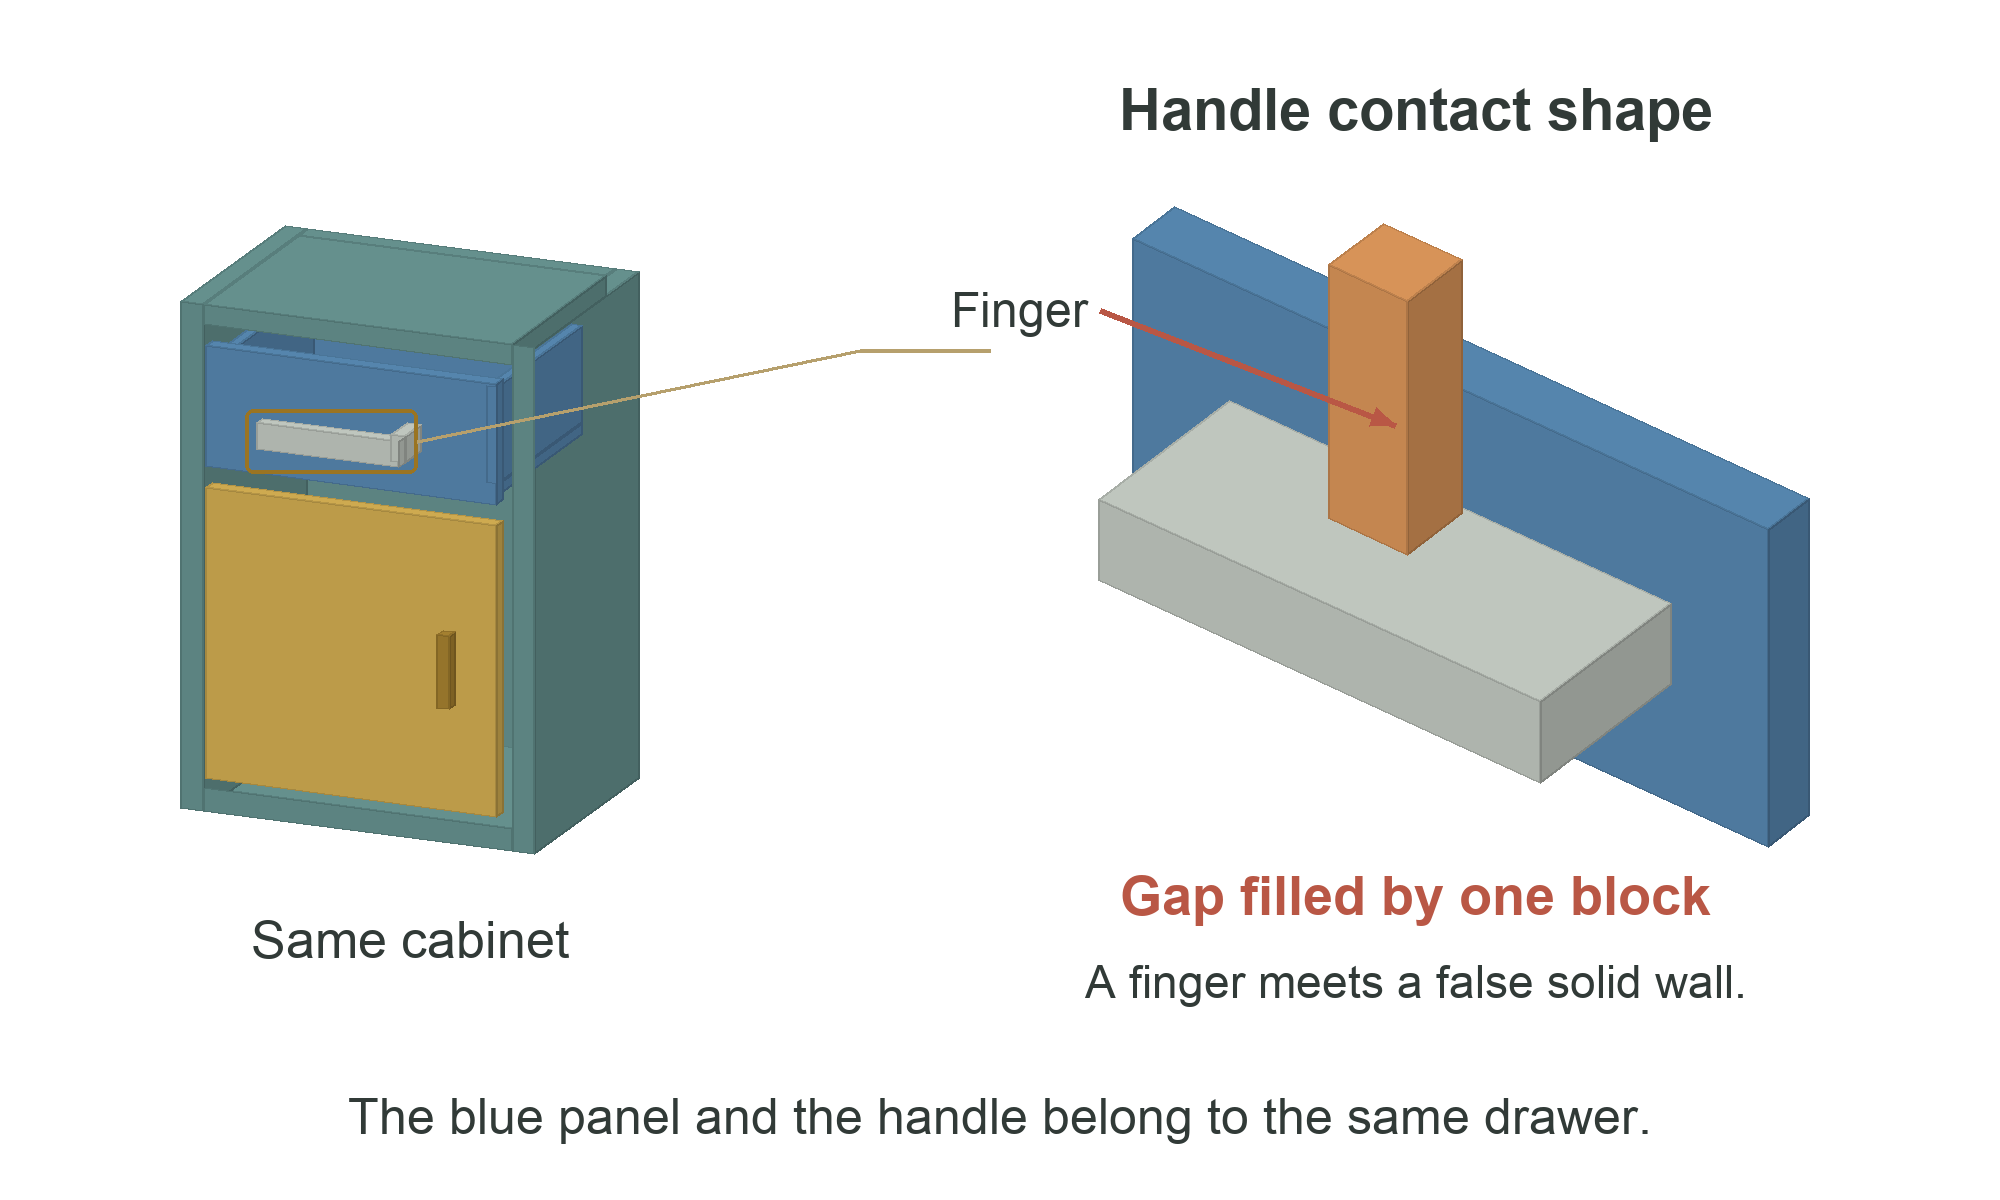 Handle contact shape
Finger
Gap filled by one block
Same cabinet
A finger meets a false solid wall.
The blue panel and the handle belong to the same drawer.